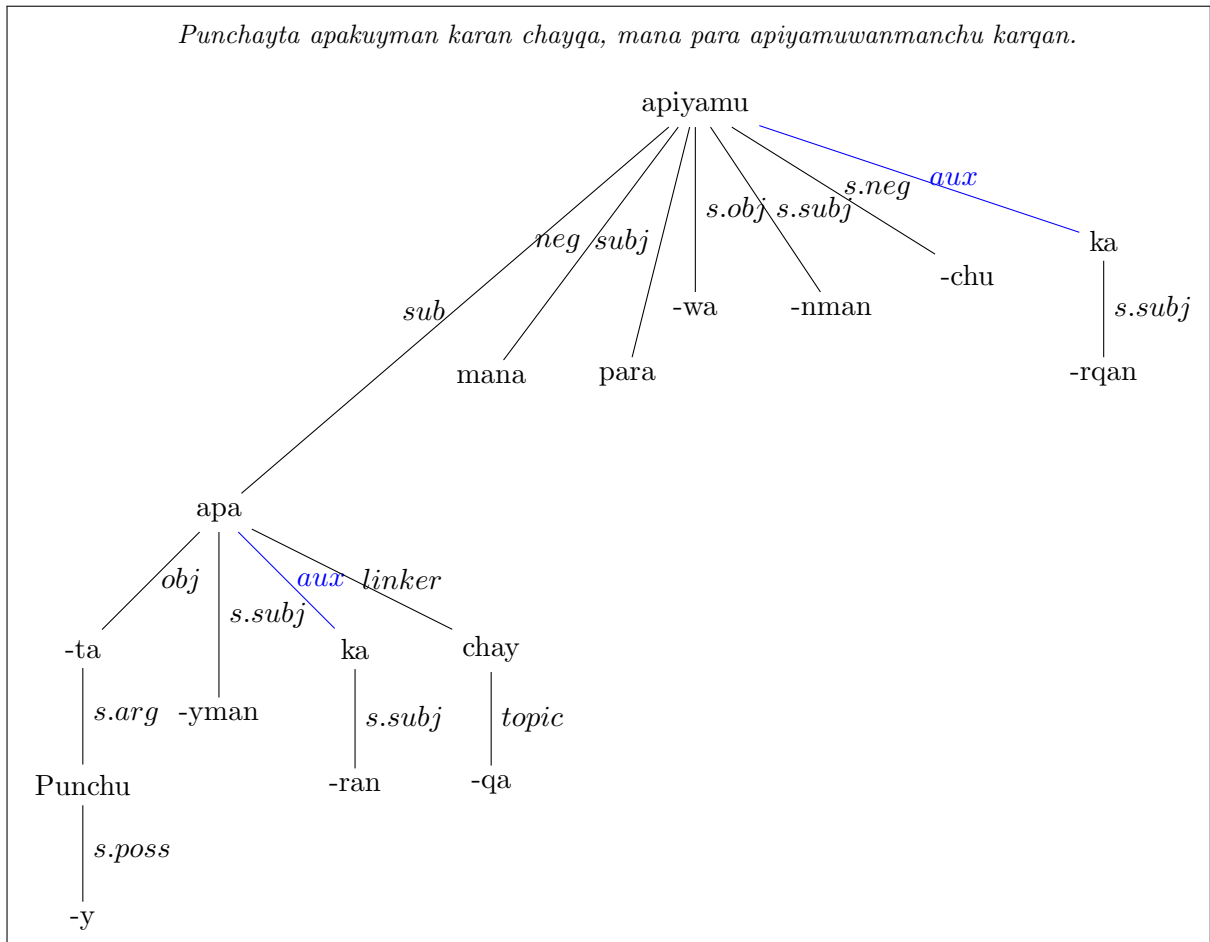 Punchayta apakuyman karan chayqa, mana para apiyamuwanmanchu karqan.
apiyamu
s.neg aux
s.obj s.subj
neg subj
ka
-chu
-wa -nman
s.subj
sub
mana para
-rqan
apa
obj aux linker
s.subj
-ta ka chay
s.arg -yman s.subj topic
Punchu -ran -qa
s.poss
-y